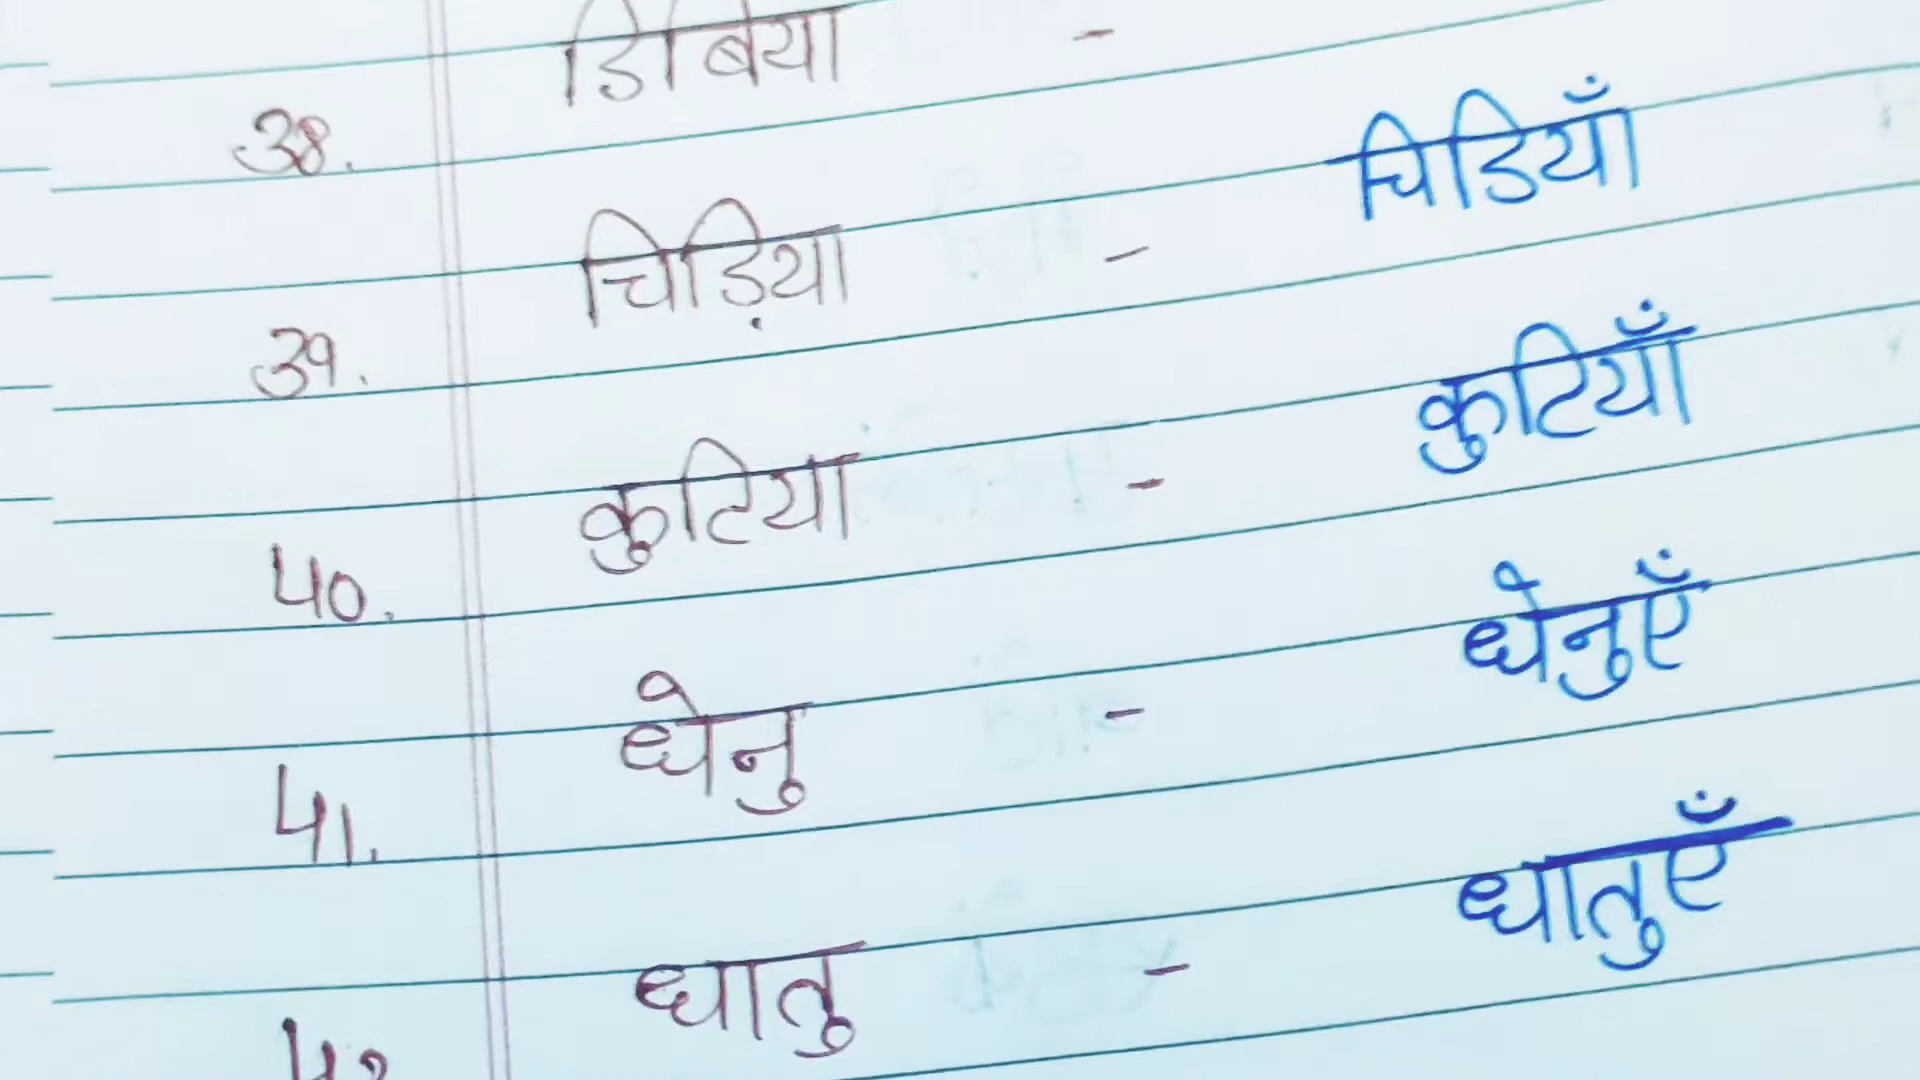 डिबिया -
38. चिड़िया - चिडियाँ
39. कुटिया - कुटियाँ
40. धेनु - धेनुएँ
41. धातु - धातुएँ